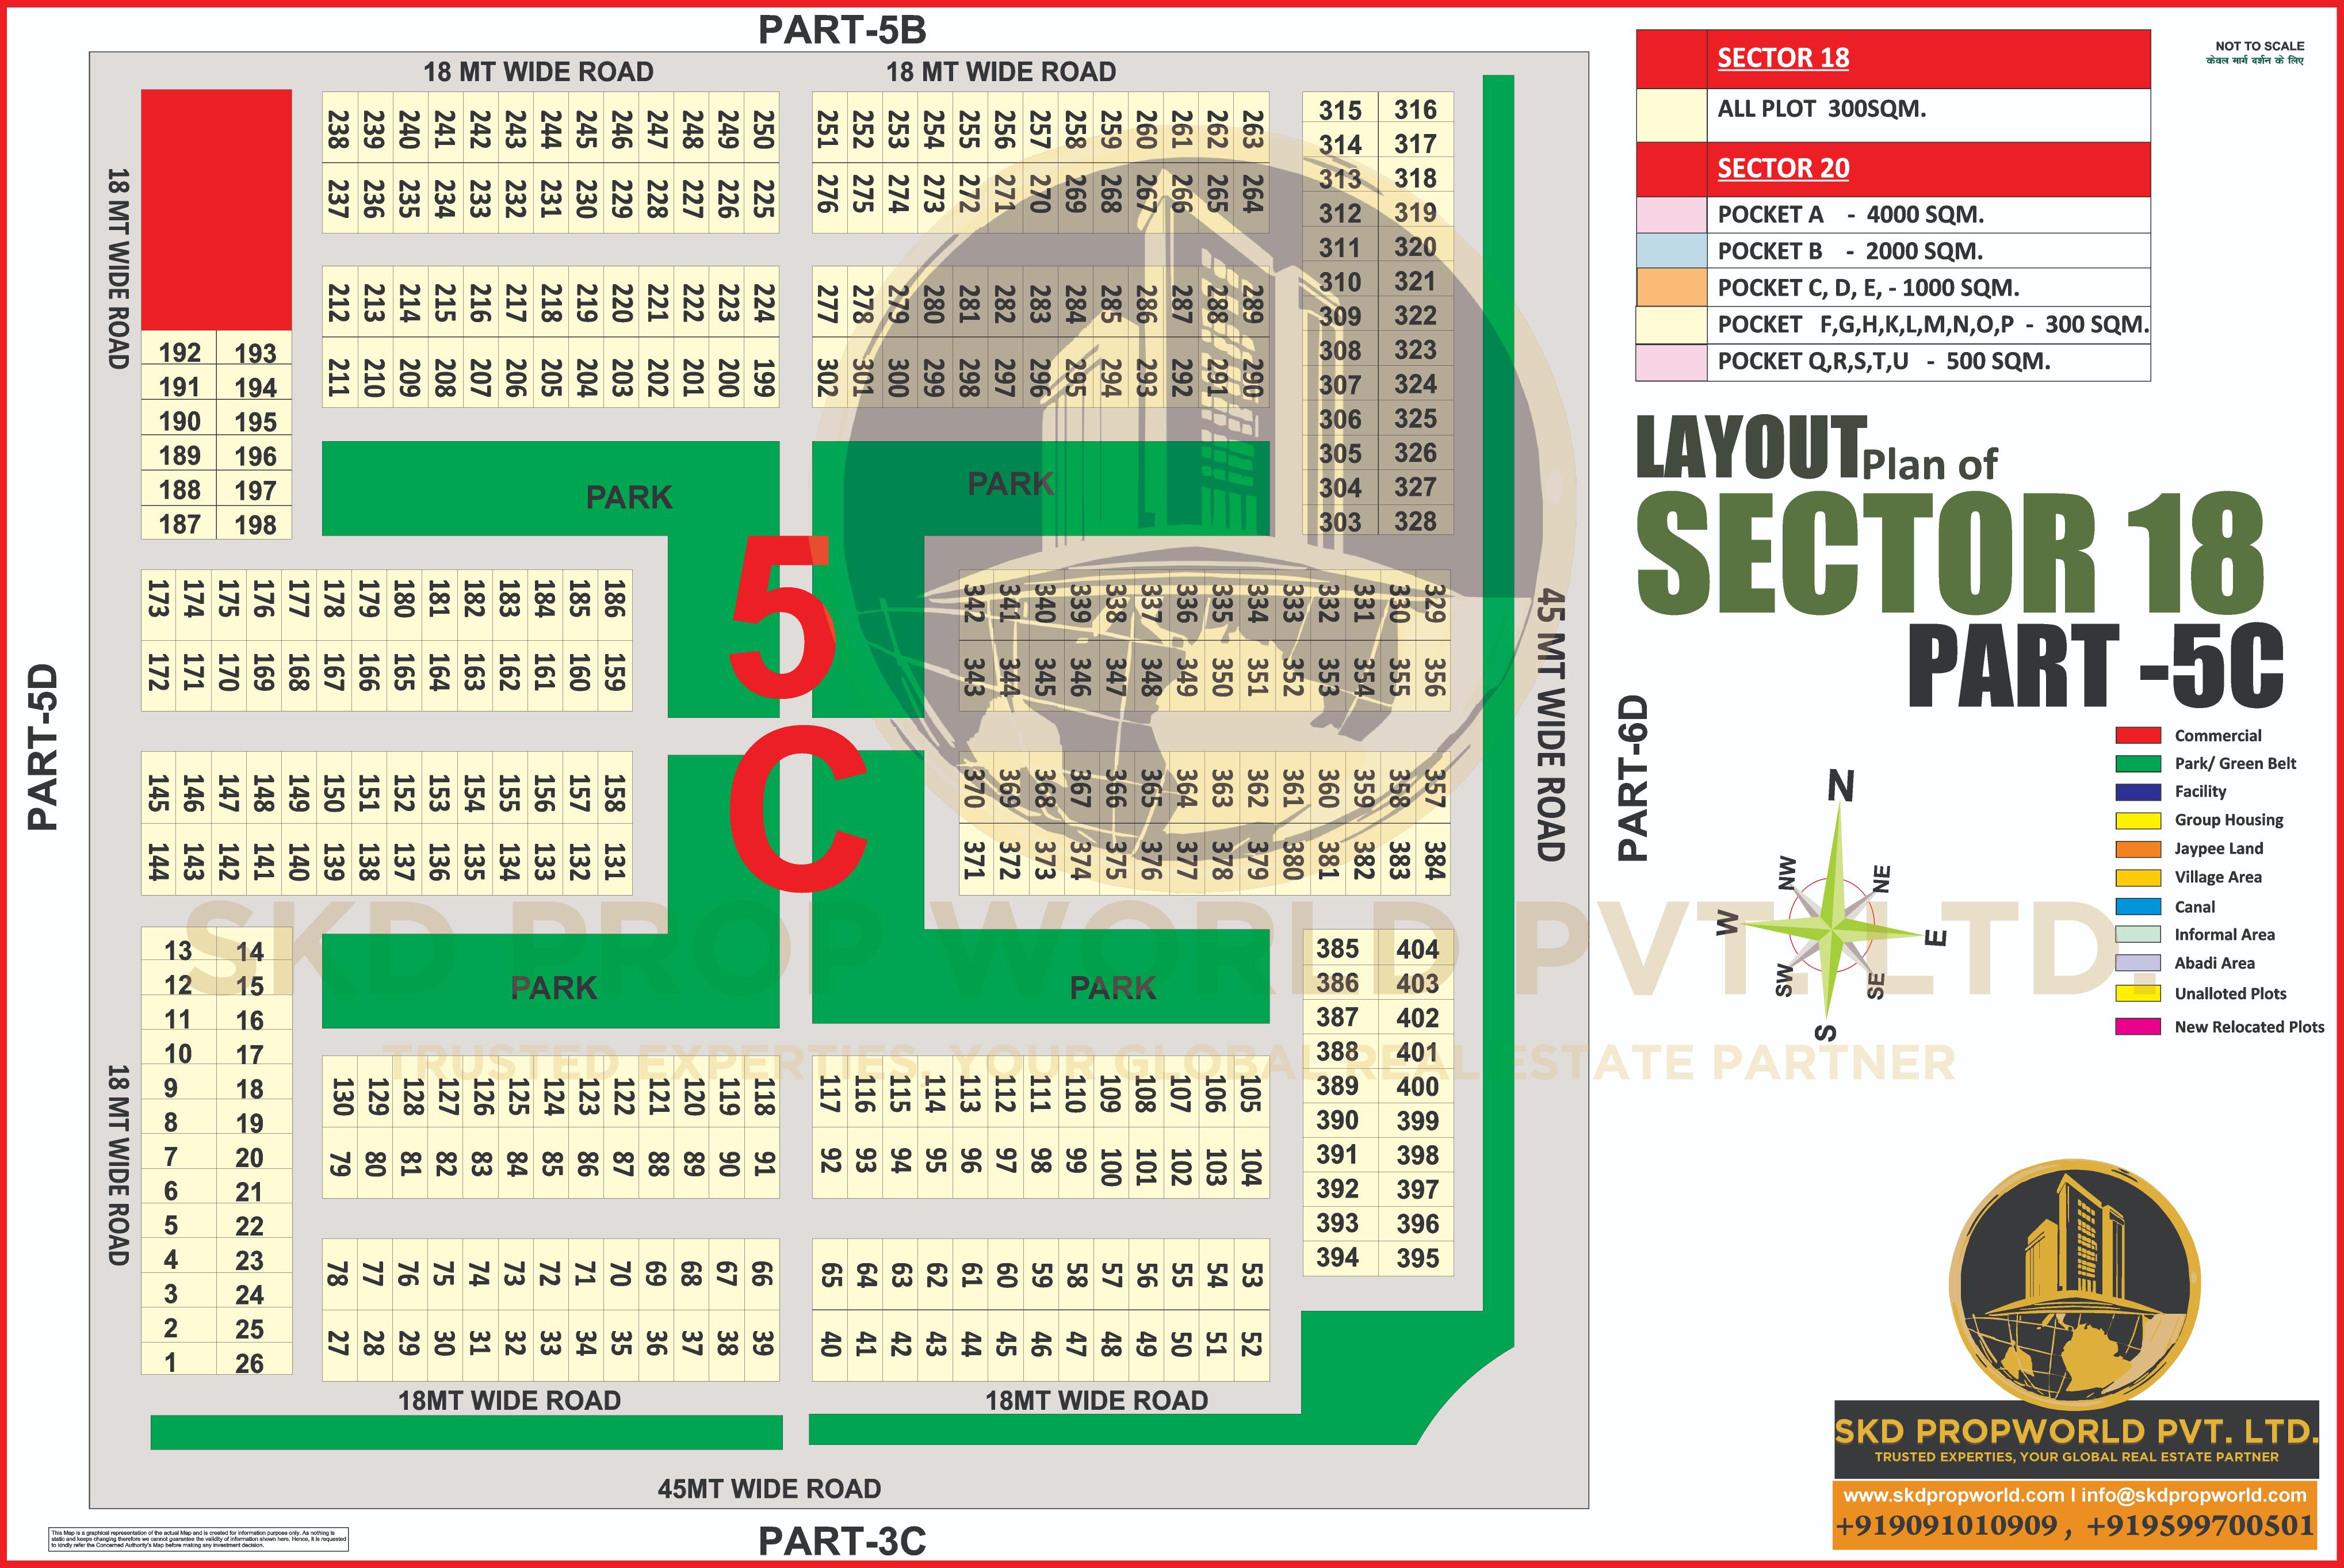 PART-5B
18 MT WIDE ROAD 18 MT WIDE ROAD
238 239 240 241 242 243 244 245 246 247 248 249 250
237 236 235 234 233 232 231 230 229 228 227 226 225
212 213 214 215 216 217 218 219 220 221 222 223 224
211 210 209 208 207 206 205 204 203 202 201 200 199
251 252 253 254 255 256 257 258 259 260 261 262 263
276 275 274 273 272 271 270 269 268 267 266 265 264
277 278 279 280 281 282 283 284 285 286 287 288 289
302 301 300 299 298 297 296 295 294 293 292 291 290
315 316
314 317
313 318
312 319
311 320
310 321
309 322
308 323
307 324
306 325
305 326
304 327
303 328
18 MT WIDE ROAD
192 193
191 194
190 195
189 196
188 197
187 198
PARK
PARK
5
C
173 174 175 176 177 178 179 180 181 182 183 184 185 186
172 171 170 169 168 167 166 165 164 163 162 161 160 159
145 146 147 148 149 150 151 152 153 154 155 156 157 158
144 143 142 141 140 139 138 137 136 135 134 133 132 131
342 341 340 339 338 337 336 335 334 333 332 331 330 329
343 344 345 346 347 348 349 350 351 352 353 354 355 356
370 369 368 367 366 365 364 363 362 361 360 359 358 357
371 372 373 374 375 376 377 378 379 380 381 382 383 384
PART-5D
45 MT WIDE ROAD
PART-6D
SKD PROP WORLD PVT. LTD.
TRUSTED EXPERTIES, YOUR GLOBAL REAL ESTATE PARTNER
13 14
12 15
11 16
10 17
9 18
8 19
7 20
6 21
5 22
4 23
3 24
2 25
1 26
18 MT WIDE ROAD
PARK
PARK
130 129 128 127 126 125 124 123 122 121 120 119 118
79 80 81 82 83 84 85 86 87 88 89 90 91
78 77 76 75 74 73 72 71 70 69 68 67 66
27 28 29 30 31 32 33 34 35 36 37 38 39
117 116 115 114 113 112 111 110 109 108 107 106 105
92 93 94 95 96 97 98 99 100 101 102 103 104
65 64 63 62 61 60 59 58 57 56 55 54 53
40 41 42 43 44 45 46 47 48 49 50 51 52
385 404
386 403
387 402
388 401
389 400
390 399
391 398
392 397
393 396
394 395
18MT WIDE ROAD 18MT WIDE ROAD
45MT WIDE ROAD
PART-3C
This Map is a graphical representation of the actual Map and is created for information purpose only. As nothing is
static and keeps changing therefore we cannot guarantee the validity of information shown here. Hence, it is requested
to kindly refer the Concerned Authority's Map before making any investment decision.
SECTOR 18
ALL PLOT 300SQM.
SECTOR 20
POCKET A - 4000 SQM.
POCKET B - 2000 SQM.
POCKET C, D, E, - 1000 SQM.
POCKET F,G,H,K,L,M,N,O,P - 300 SQM.
POCKET Q,R,S,T,U - 500 SQM.
NOT TO SCALE
केवल मार्ग दर्शन के लिए
LAYOUT Plan of
SECTOR 18
PART -5C
Commercial
Park/ Green Belt
Facility
Group Housing
Jaypee Land
Village Area
Canal
Informal Area
Abadi Area
Unalloted Plots
New Relocated Plots
N
NW NE
W E
SW SE
S
SKD PROPWORLD PVT. LTD.
TRUSTED EXPERTIES, YOUR GLOBAL REAL ESTATE PARTNER
www.skdpropworld.com l info@skdpropworld.com
+919091010909 , +919599700501